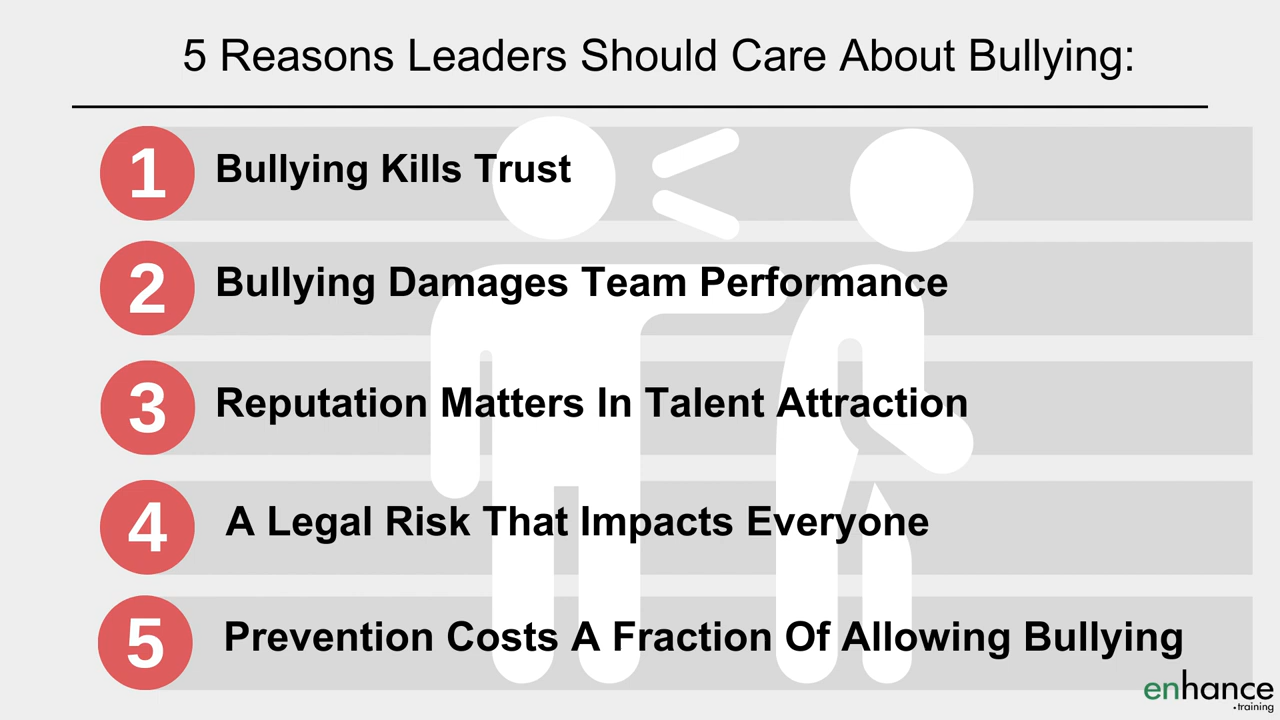 5 Reasons Leaders Should Care About Bullying:
1 Bullying Kills Trust
2 Bullying Damages Team Performance
3 Reputation Matters In Talent Attraction
4 A Legal Risk That Impacts Everyone
5 Prevention Costs A Fraction Of Allowing Bullying
enhance
.training